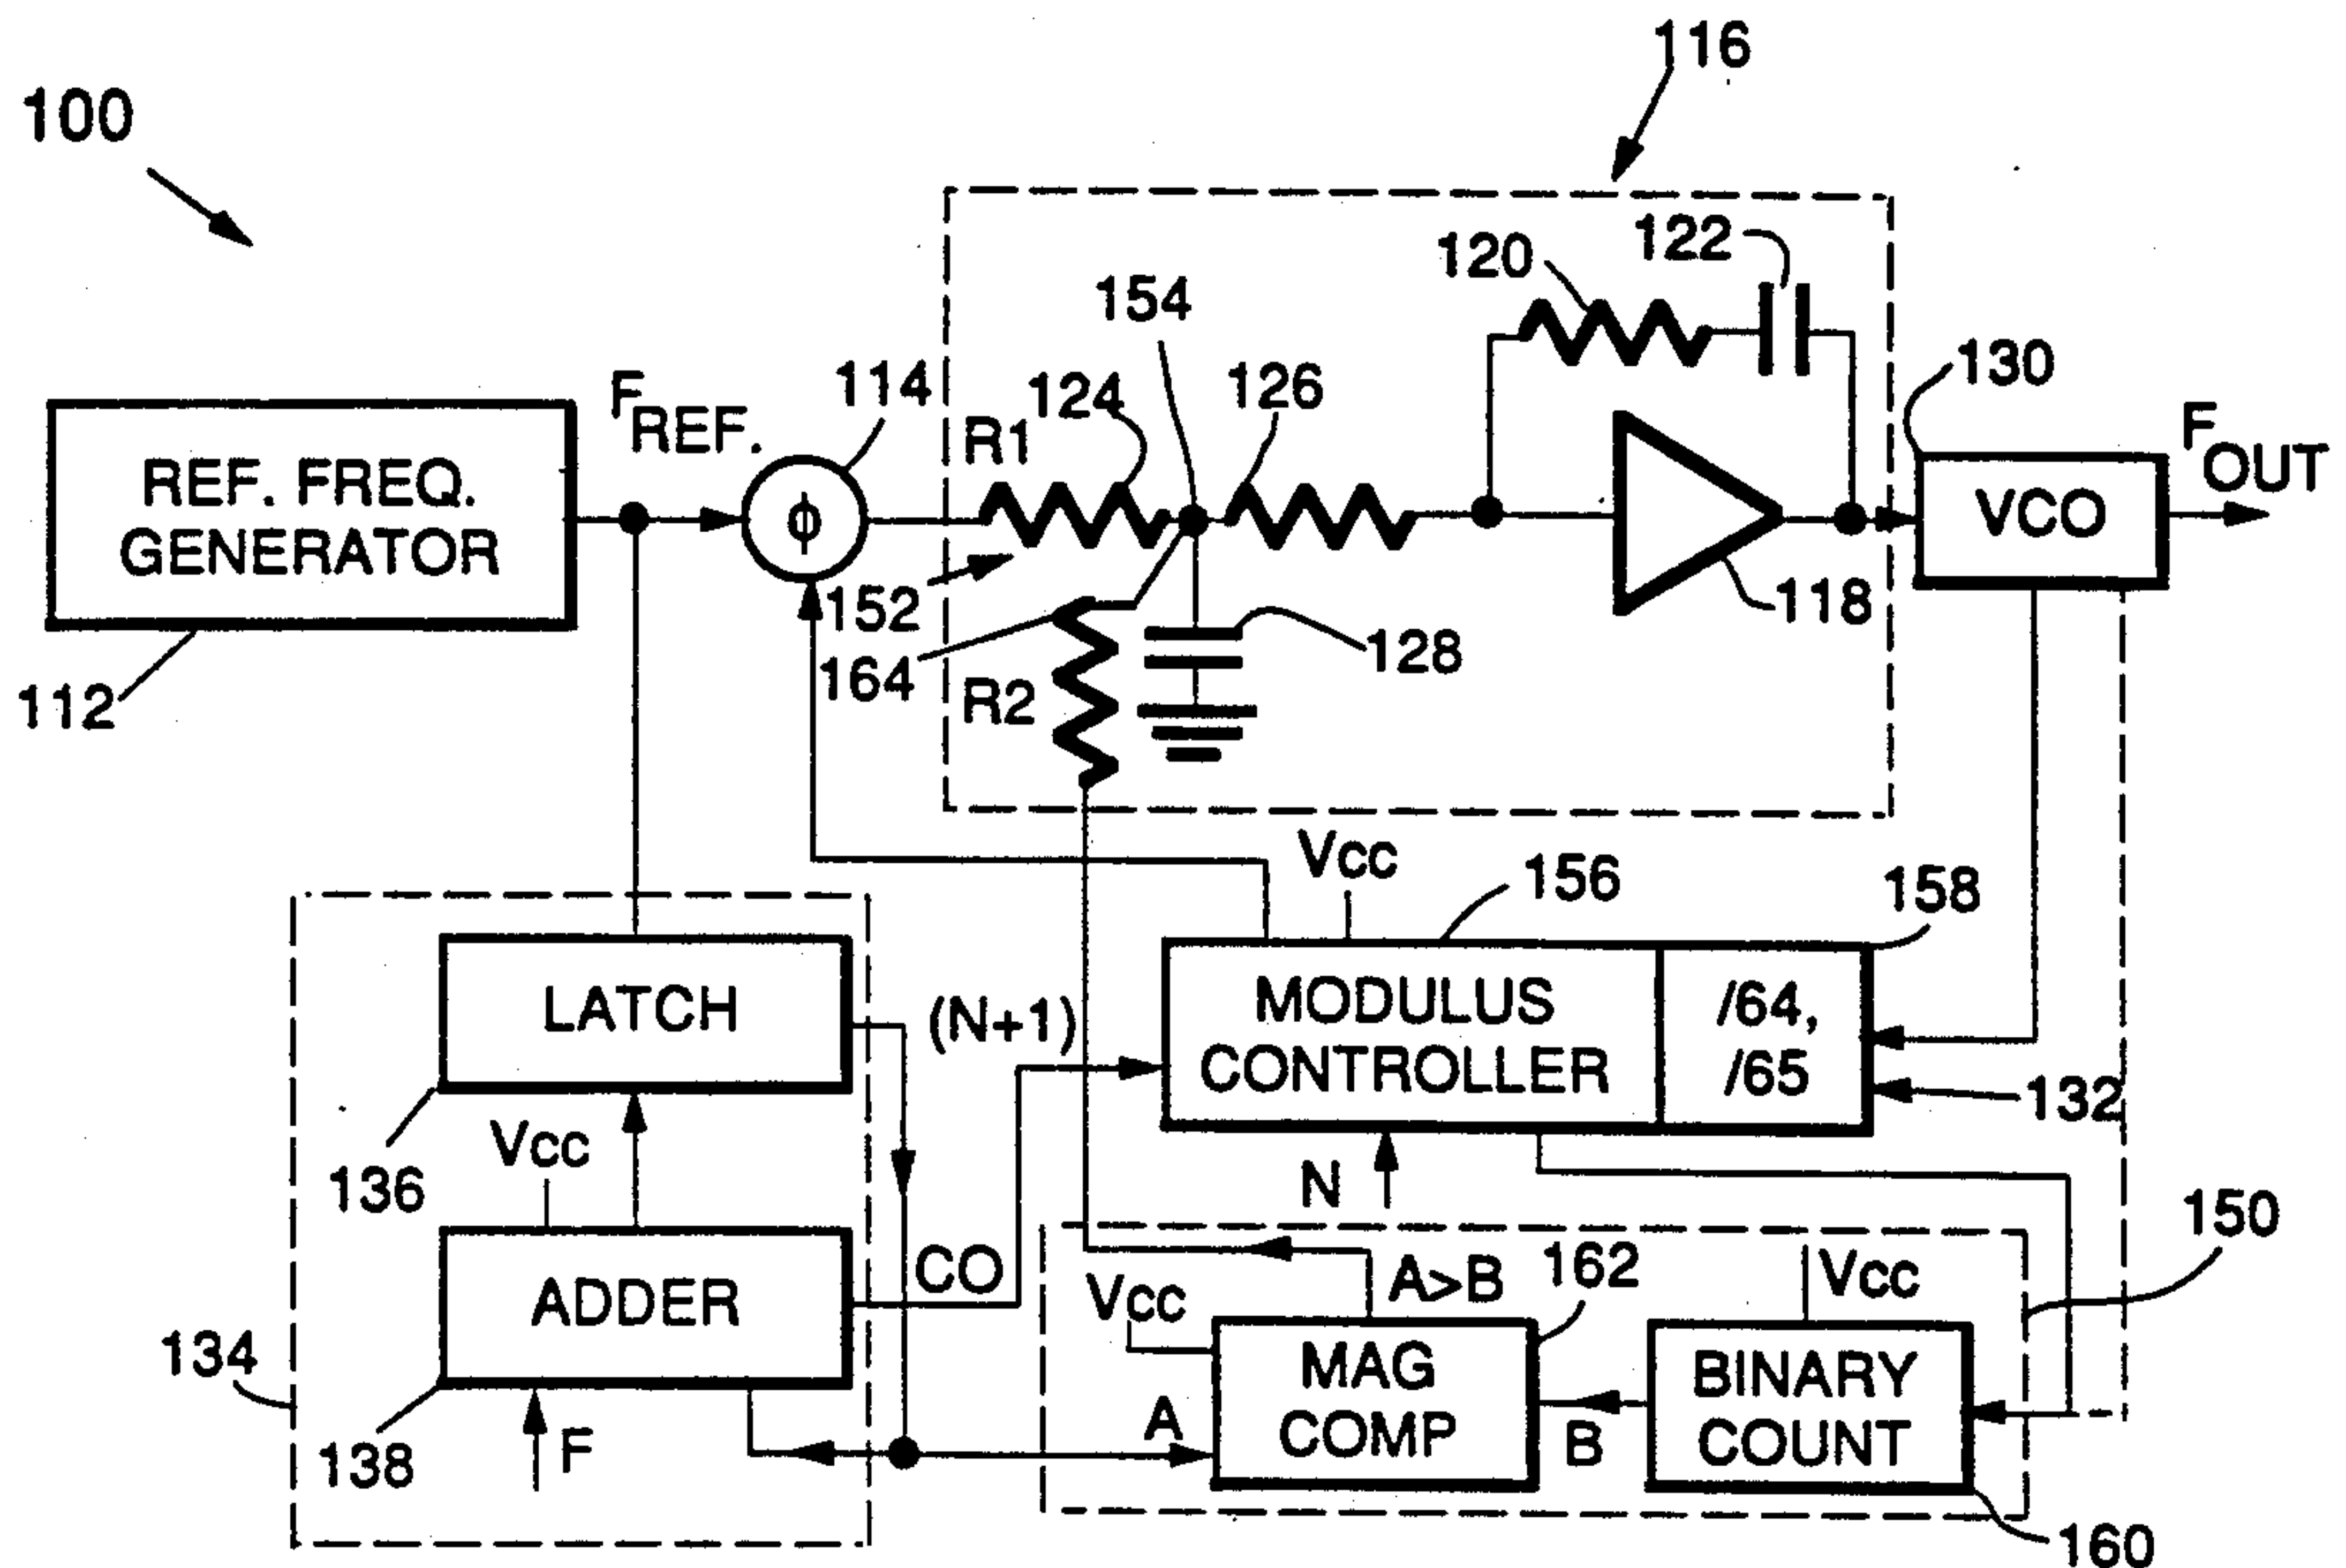 116
100
120
122
154
130
F REF.
114
124
126
F OUT
R1
REF. FREQ.
GENERATOR
ϕ
VCO
152
118
164
128
R2
112
Vcc
156
158
LATCH
(N+1)
MODULUS
CONTROLLER
/64,
/65
132
136
Vcc
N
150
CO
A>B
162
Vcc
Vcc
ADDER
134
MAG
COMP
BINARY
COUNT
A
B
138
F
160